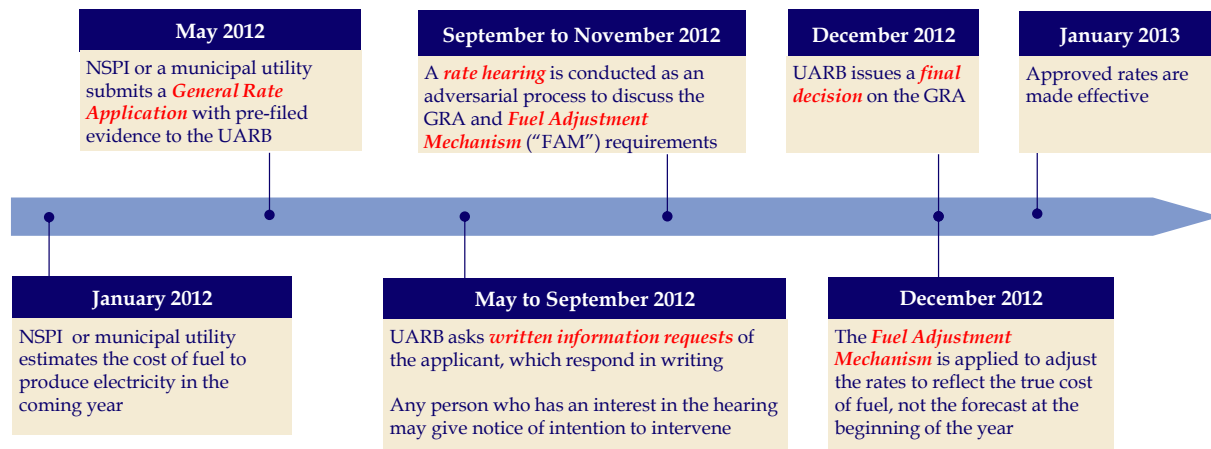 May 2012
NSPI or a municipal utility
submits a General Rate
Application with pre-filed
evidence to the UARB
September to November 2012
A rate hearing is conducted as an
adversarial process to discuss the
GRA and Fuel Adjustment
Mechanism (“FAM”) requirements
December 2012
UARB issues a final
decision on the GRA
January 2013
Approved rates are
made effective
January 2012
NSPI or municipal utility
estimates the cost of fuel to
produce electricity in the
coming year
May to September 2012
UARB asks written information requests of
the applicant, which respond in writing
Any person who has an interest in the hearing
may give notice of intention to intervene
December 2012
The Fuel Adjustment
Mechanism is applied to adjust
the rates to reflect the true cost
of fuel, not the forecast at the
beginning of the year